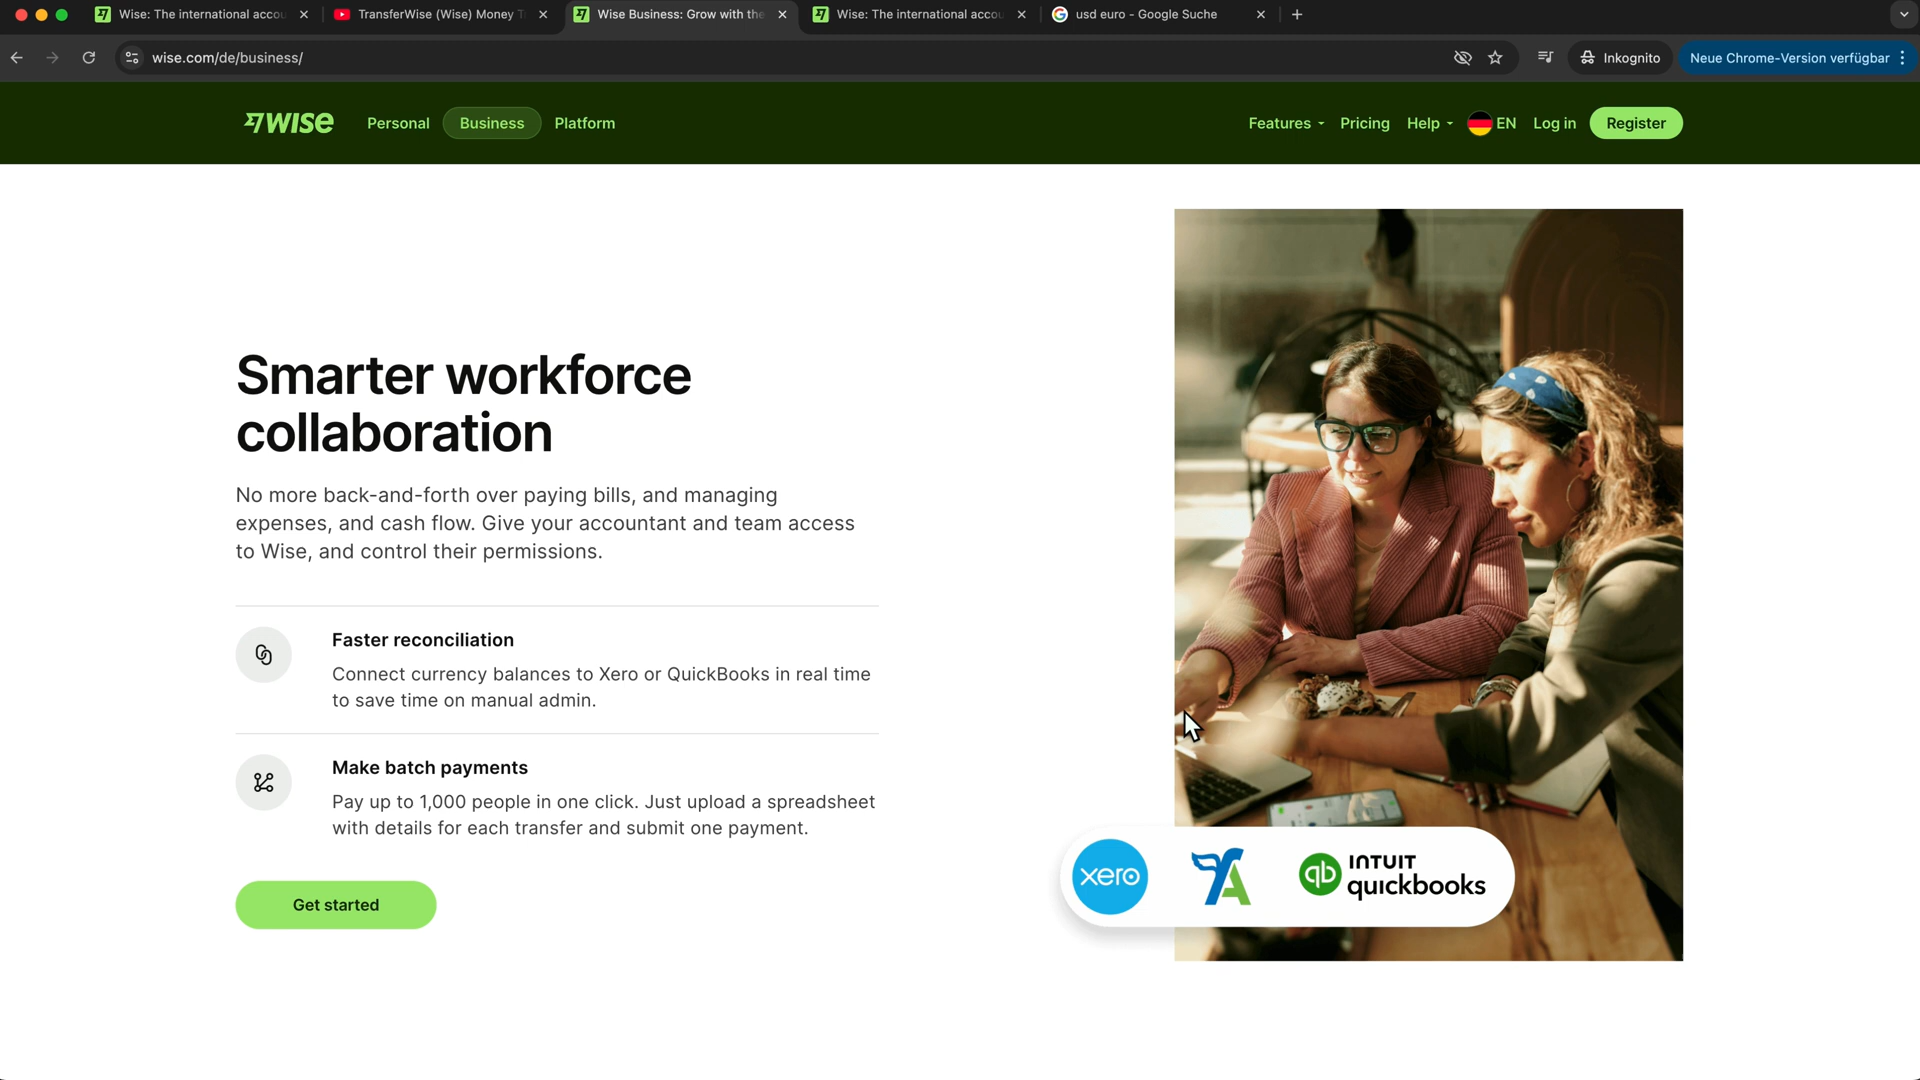 Wise: The international accou
TransferWise (Wise) Money T
Wise Business: Grow with the
Wise: The international accou
usd euro - Google Suche
wise.com/de/business/
Inkognito
Neue Chrome-Version verfügbar
WISE
Personal
Business
Platform
Features
Pricing
Help
EN
Log in
Register
Smarter workforce
collaboration
No more back-and-forth over paying bills, and managing
expenses, and cash flow. Give your accountant and team access
to Wise, and control their permissions.
Faster reconciliation
Connect currency balances to Xero or QuickBooks in real time
to save time on manual admin.
Make batch payments
Pay up to 1,000 people in one click. Just upload a spreadsheet
with details for each transfer and submit one payment.
Get started
xero
A
qb
INTUIT
quickbooks